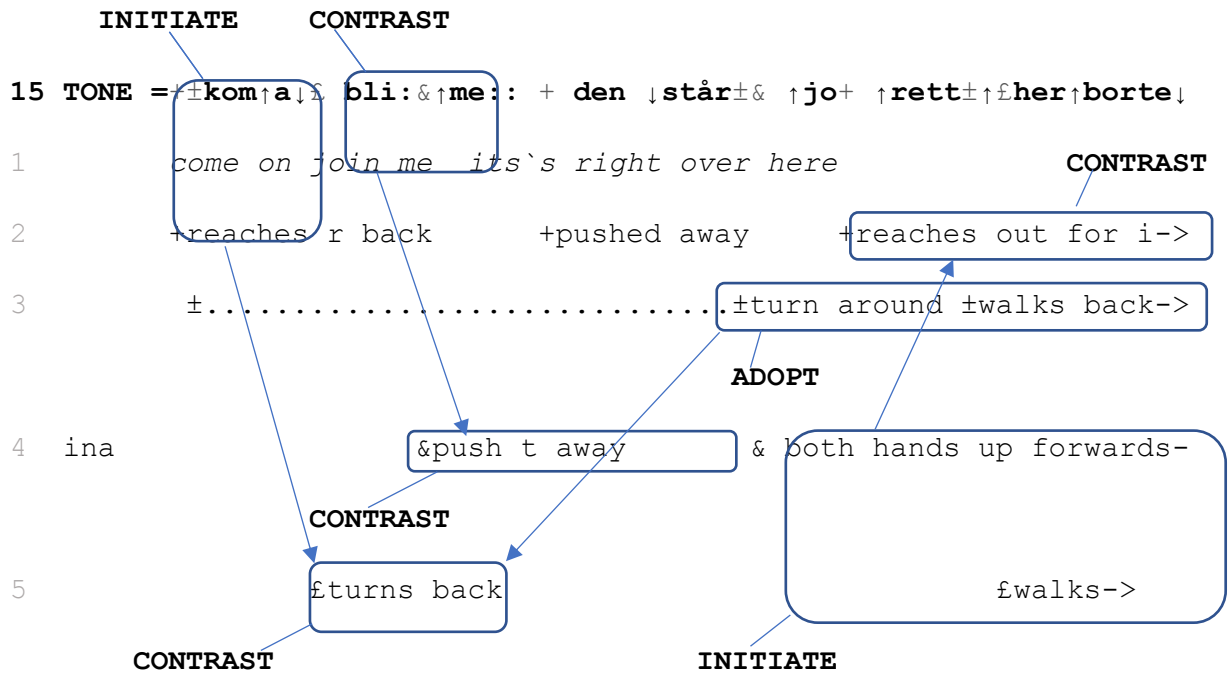 INITIATE CONTRAST
15 TONE =+±kom↑a↓£ bli:&↑me:: + den ↓står±& ↑jo+ ↑rett±↑£her↑borte↓
1 come on join me its`s right over here CONTRAST
2 +reaches r back +pushed away +reaches out for i->
3 ±..............................±turn around ±walks back->
ADOPT
4 ina &push t away & both hands up forwards-
CONTRAST
5 £turns back £walks->
CONTRAST INITIATE